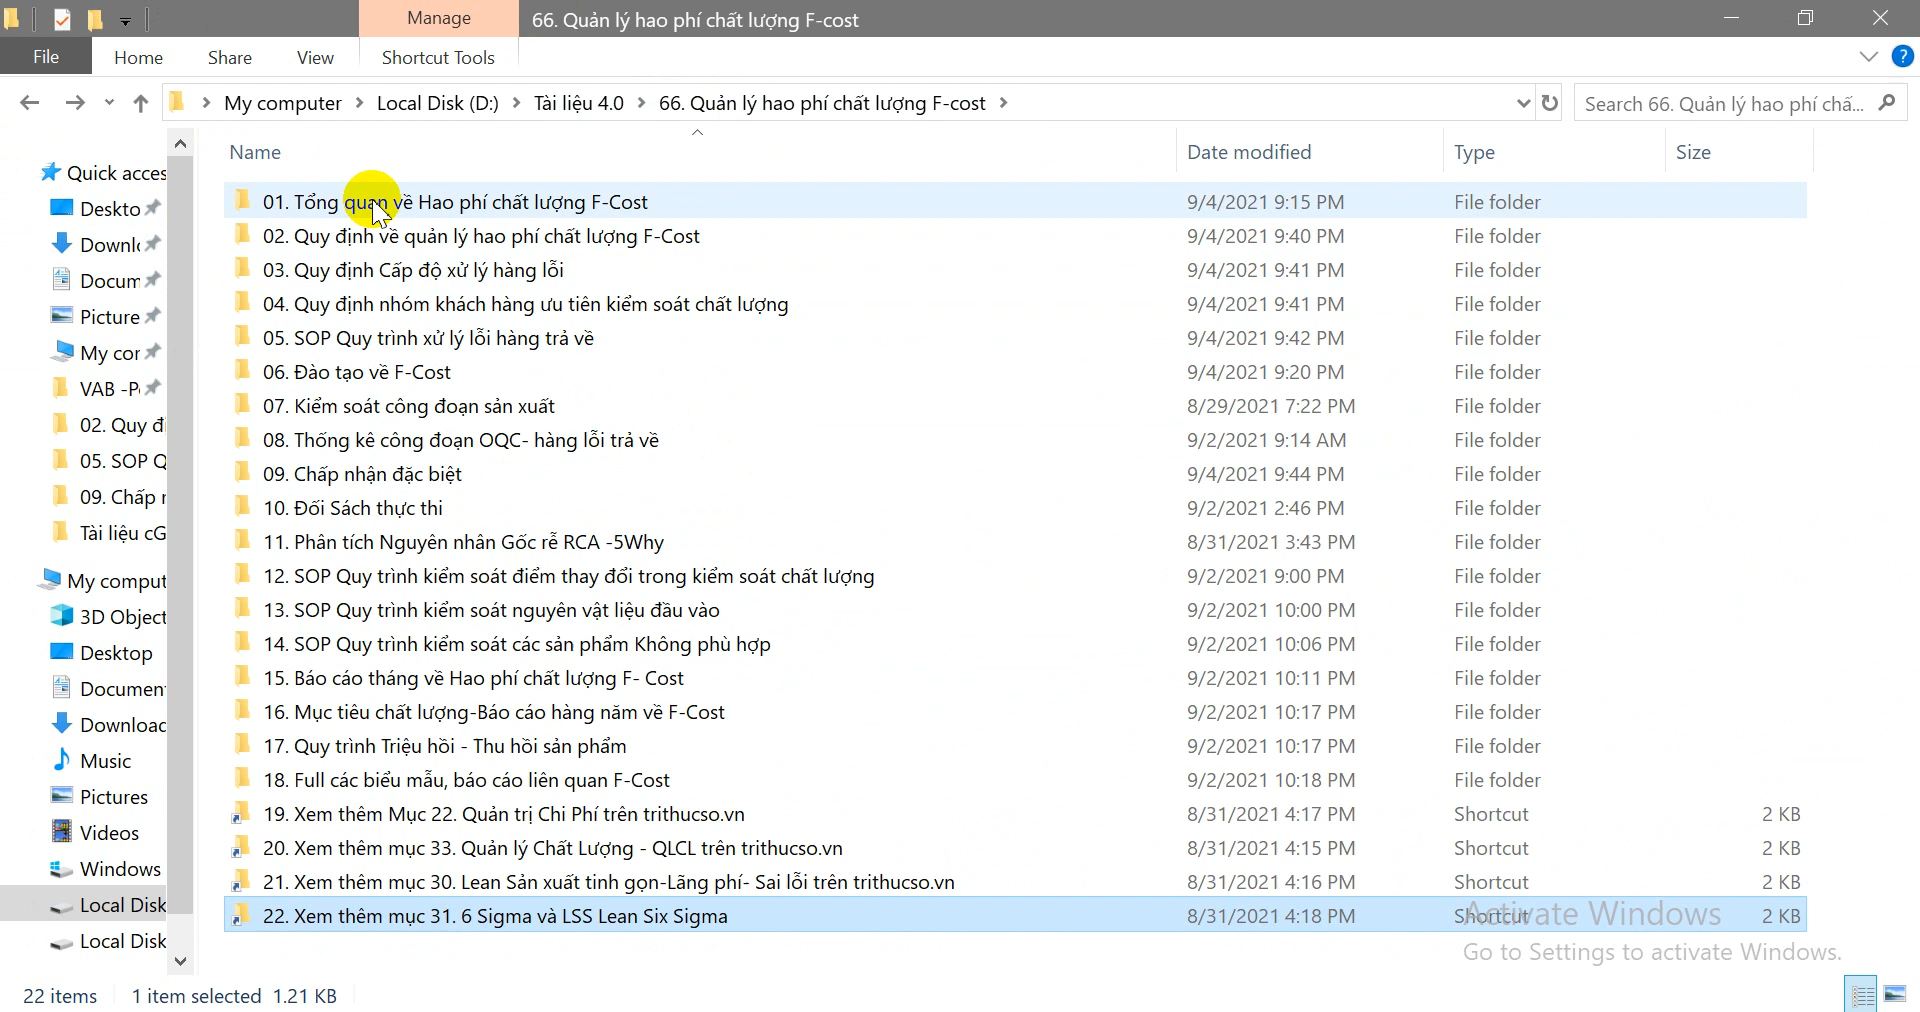 Manage
66. Quản lý hao phí chất lượng F-cost
File
Home
Share
View
Shortcut Tools
?
My computer
Local Disk (D:)
Tài liệu 4.0
66. Quản lý hao phí chất lượng F-cost
Search 66. Quản lý hao phí chấ...
Name
Date modified
Type
Size
Quick acces
Deskto
Downl
Docum
Picture
My cor
VAB -P
02. Quy đ
05. SOP Q
09. Chấp r
Tài liệu cG
My comput
3D Object
Desktop
Documen
Downloac
Music
Pictures
Videos
Windows
Local Disk
Local Disk
01. Tổng quan về Hao phí chất lượng F-Cost 9/4/2021 9:15 PM File folder
02. Quy định về quản lý hao phí chất lượng F-Cost 9/4/2021 9:40 PM File folder
03. Quy định Cấp độ xử lý hàng lỗi 9/4/2021 9:41 PM File folder
04. Quy định nhóm khách hàng ưu tiên kiểm soát chất lượng 9/4/2021 9:41 PM File folder
05. SOP Quy trình xử lý lỗi hàng trả về 9/4/2021 9:42 PM File folder
06. Đào tạo về F-Cost 9/4/2021 9:20 PM File folder
07. Kiểm soát công đoạn sản xuất 8/29/2021 7:22 PM File folder
08. Thống kê công đoạn OQC- hàng lỗi trả về 9/2/2021 9:14 AM File folder
09. Chấp nhận đặc biệt 9/4/2021 9:44 PM File folder
10. Đối Sách thực thi 9/2/2021 2:46 PM File folder
11. Phân tích Nguyên nhân Gốc rễ RCA -5Why 8/31/2021 3:43 PM File folder
12. SOP Quy trình kiểm soát điểm thay đổi trong kiểm soát chất lượng 9/2/2021 9:00 PM File folder
13. SOP Quy trình kiểm soát nguyên vật liệu đầu vào 9/2/2021 10:00 PM File folder
14. SOP Quy trình kiểm soát các sản phẩm Không phù hợp 9/2/2021 10:06 PM File folder
15. Báo cáo tháng về Hao phí chất lượng F- Cost 9/2/2021 10:11 PM File folder
16. Mục tiêu chất lượng-Báo cáo hàng năm về F-Cost 9/2/2021 10:17 PM File folder
17. Quy trình Triệu hồi - Thu hồi sản phẩm 9/2/2021 10:17 PM File folder
18. Full các biểu mẫu, báo cáo liên quan F-Cost 9/2/2021 10:18 PM File folder
19. Xem thêm Mục 22. Quản trị Chi Phí trên trithucso.vn 8/31/2021 4:17 PM Shortcut 2 KB
20. Xem thêm mục 33. Quản lý Chất Lượng - QLCL trên trithucso.vn 8/31/2021 4:15 PM Shortcut 2 KB
21. Xem thêm mục 30. Lean Sản xuất tinh gọn-Lãng phí- Sai lỗi trên trithucso.vn 8/31/2021 4:16 PM Shortcut 2 KB
22. Xem thêm mục 31. 6 Sigma và LSS Lean Six Sigma 8/31/2021 4:18 PM Shortcut 2 KB
Activate Windows
Go to Settings to activate Windows.
22 items
1 item selected 1.21 KB